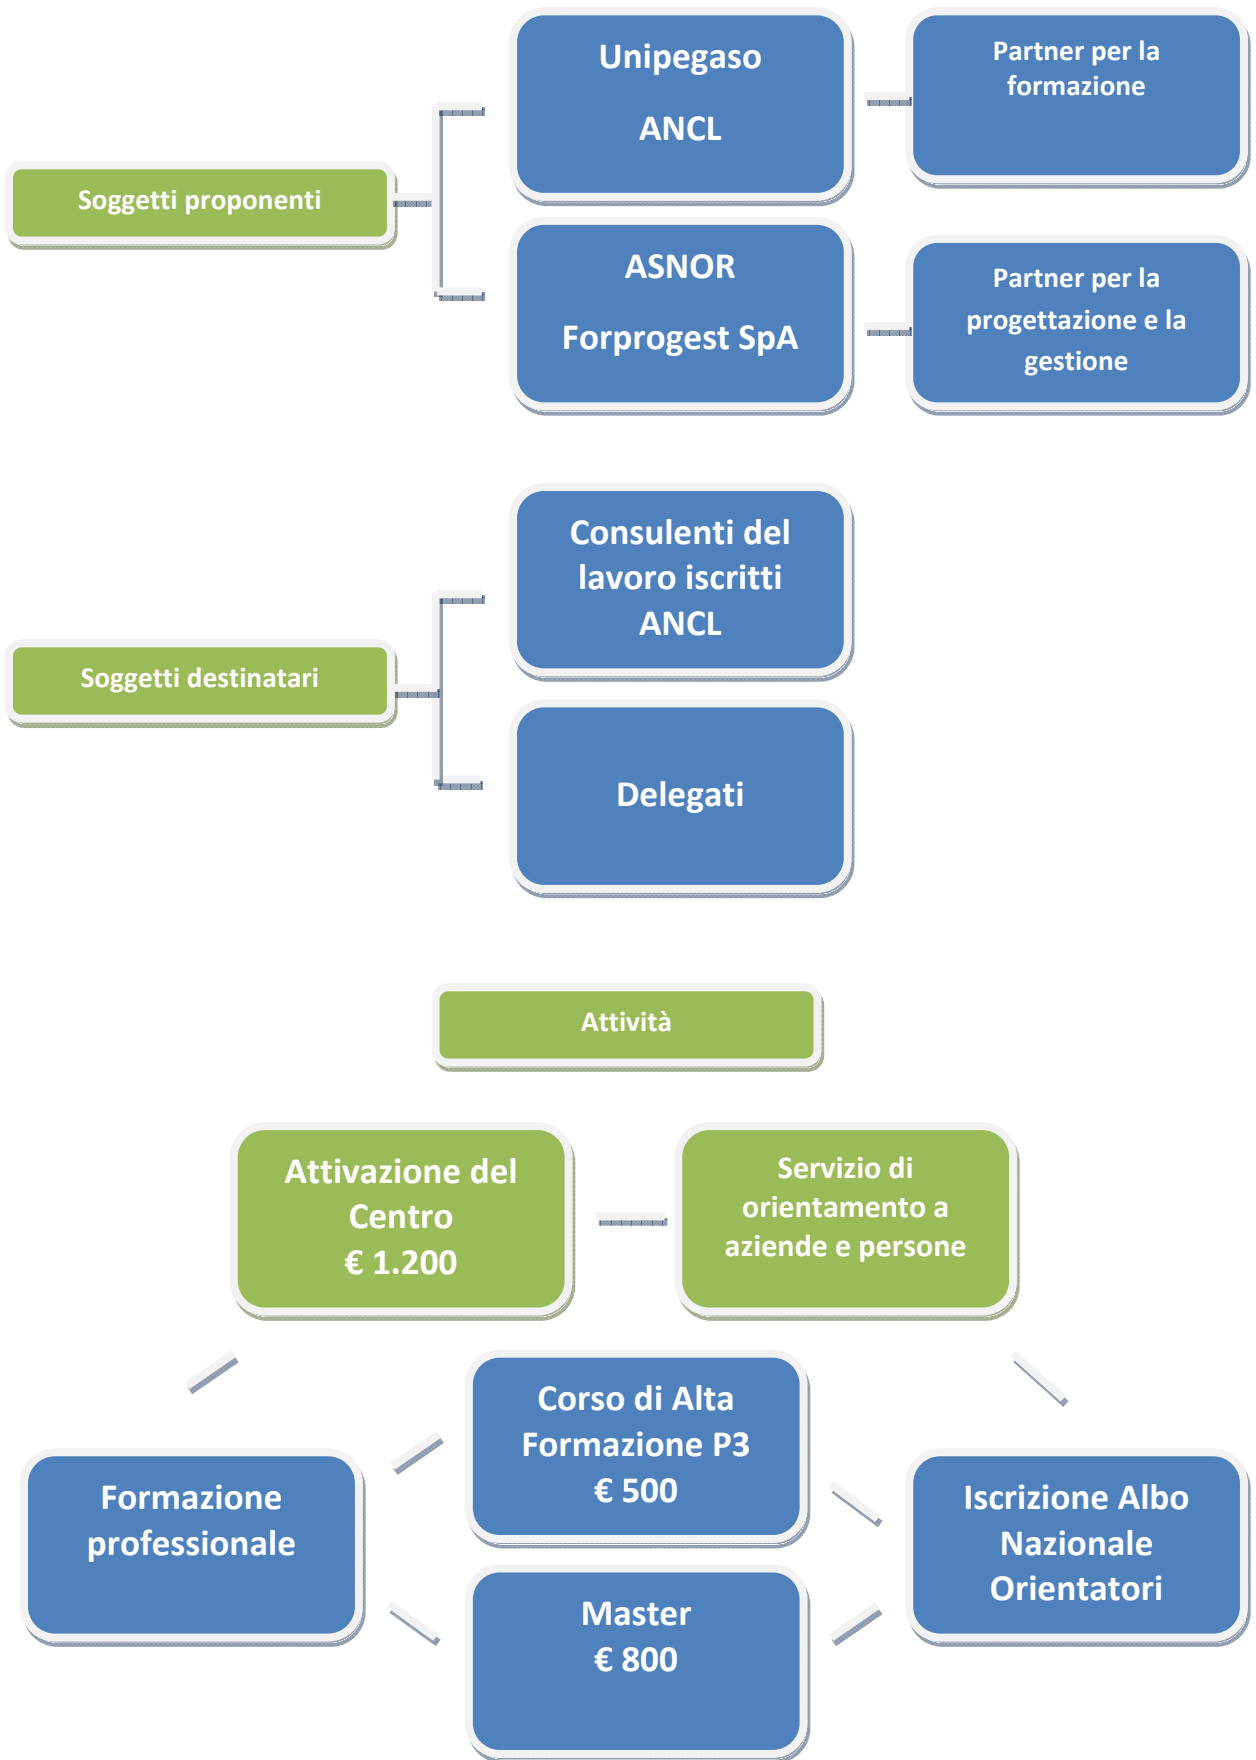 Unipegaso
ANCL
Partner per la
formazione
Soggetti proponenti
ASNOR
Forprogest SpA
Partner per la
progettazione e la
gestione
Consulenti del
lavoro iscritti
ANCL
Soggetti destinatari
Delegati
Attività
Attivazione del
Centro
€ 1.200
Servizio di
orientamento a
aziende e persone
Corso di Alta
Formazione P3
€ 500
Formazione
professionale
Iscrizione Albo
Nazionale
Orientatori
Master
€ 800